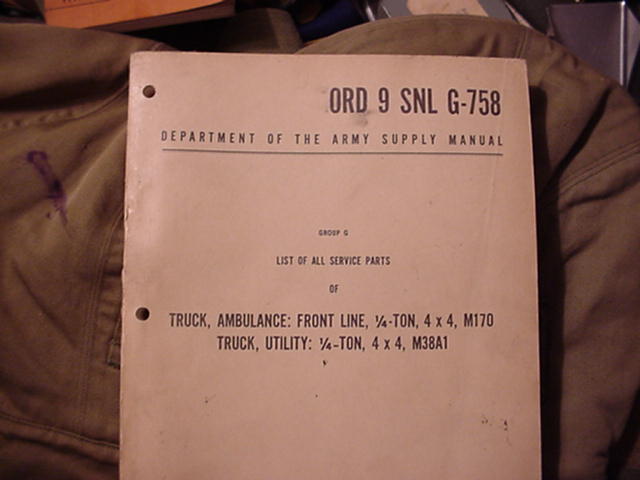 ORD 9 SNL G-758
DEPARTMENT OF THE ARMY SUPPLY MANUAL
GROUP G
LIST OF ALL SERVICE PARTS
OF
TRUCK, AMBULANCE: FRONT LINE, ¼-TON, 4 x 4, M170
TRUCK, UTILITY: ¼-TON, 4 x 4, M38A1